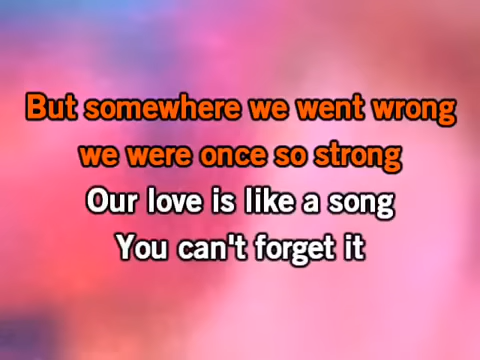 But somewhere we went wrong
we were once so strong
Our love is like a song
You can't forget it